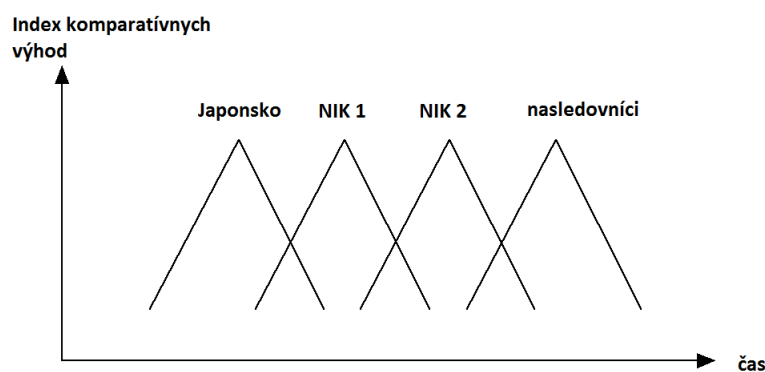 Index komparatívnych
výhod
Japonsko NIK 1 NIK 2 nasledovníci
čas